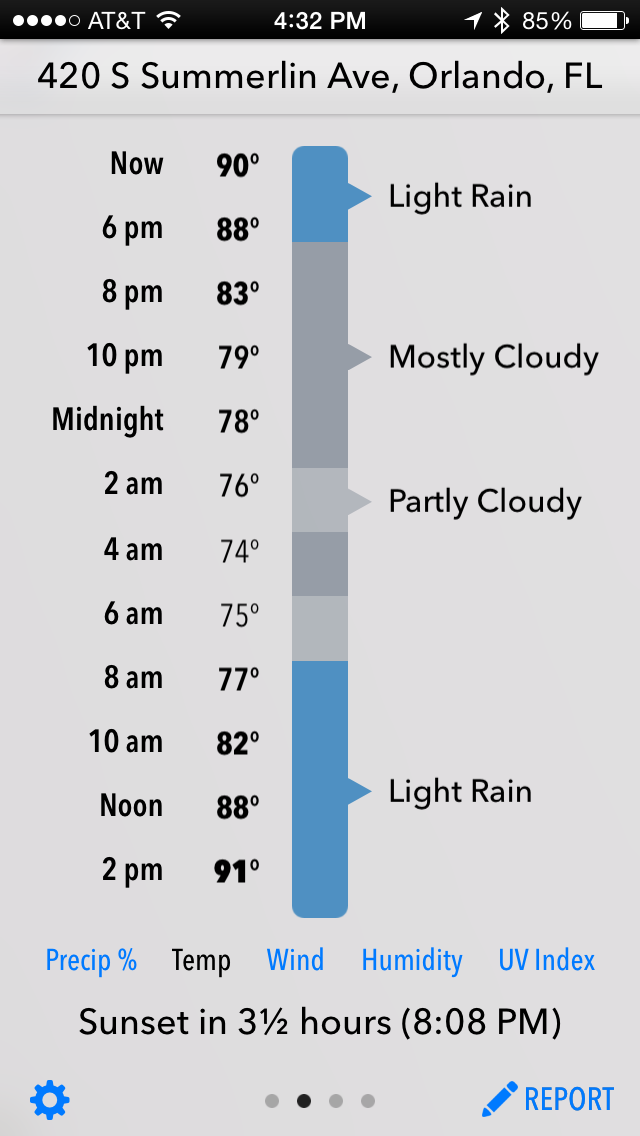 AT&T 4:32 PM 85%
420 S Summerlin Ave, Orlando, FL
Now 90°
Light Rain
6 pm 88°
8 pm 83°
10 pm 79° Mostly Cloudy
Midnight 78°
2 am 76°
Partly Cloudy
4 am 74°
6 am 75°
8 am 77°
10 am 82°
Light Rain
Noon 88°
2 pm 91°
Precip % Temp Wind Humidity UV Index
Sunset in 3½ hours (8:08 PM)
REPORT